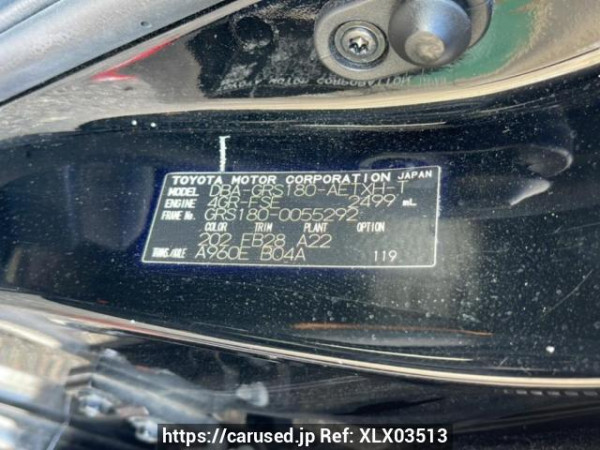 TOYOTA MOTOR CORPORATION JAPAN
MODEL DBA-GRS180-AETXH-T
ENGINE 4GR-FSE 2499 mL
FRAME No. GRS180-0055292
COLOR TRIM PLANT OPTION
202 FB28 A22
TRANS/AXLE A960E B04A 119
https://carused.jp Ref: XLX03513